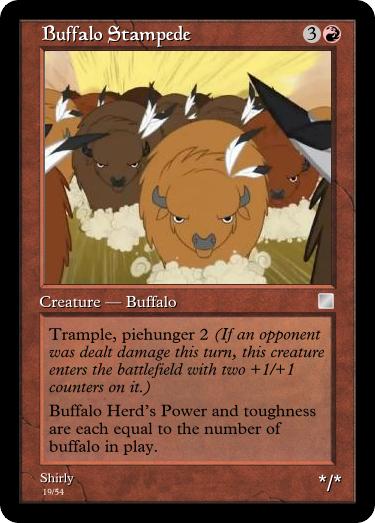 Buffalo Stampede 3
Creature — Buffalo
Trample, piehunger 2 (If an opponent
was dealt damage this turn, this creature
enters the battlefield with two +1/+1
counters on it.)
Buffalo Herd's Power and toughness
are each equal to the number of
buffalo in play.
Shirly
19/54
*/*